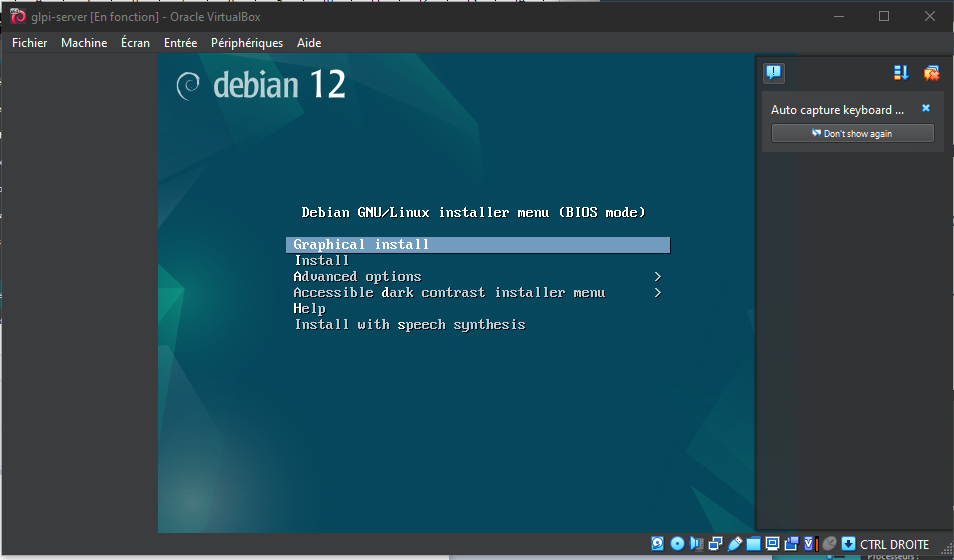 glpi-server [En fonction] - Oracle VirtualBox
Fichier Machine Écran Entrée Périphériques Aide
debian 12
Auto capture keyboard ...
Don't show again
Debian GNU/Linux installer menu (BIOS mode)
Graphical install
Install
Advanced options >
Accessible dark contrast installer menu >
Help
Install with speech synthesis
CTRL DROITE